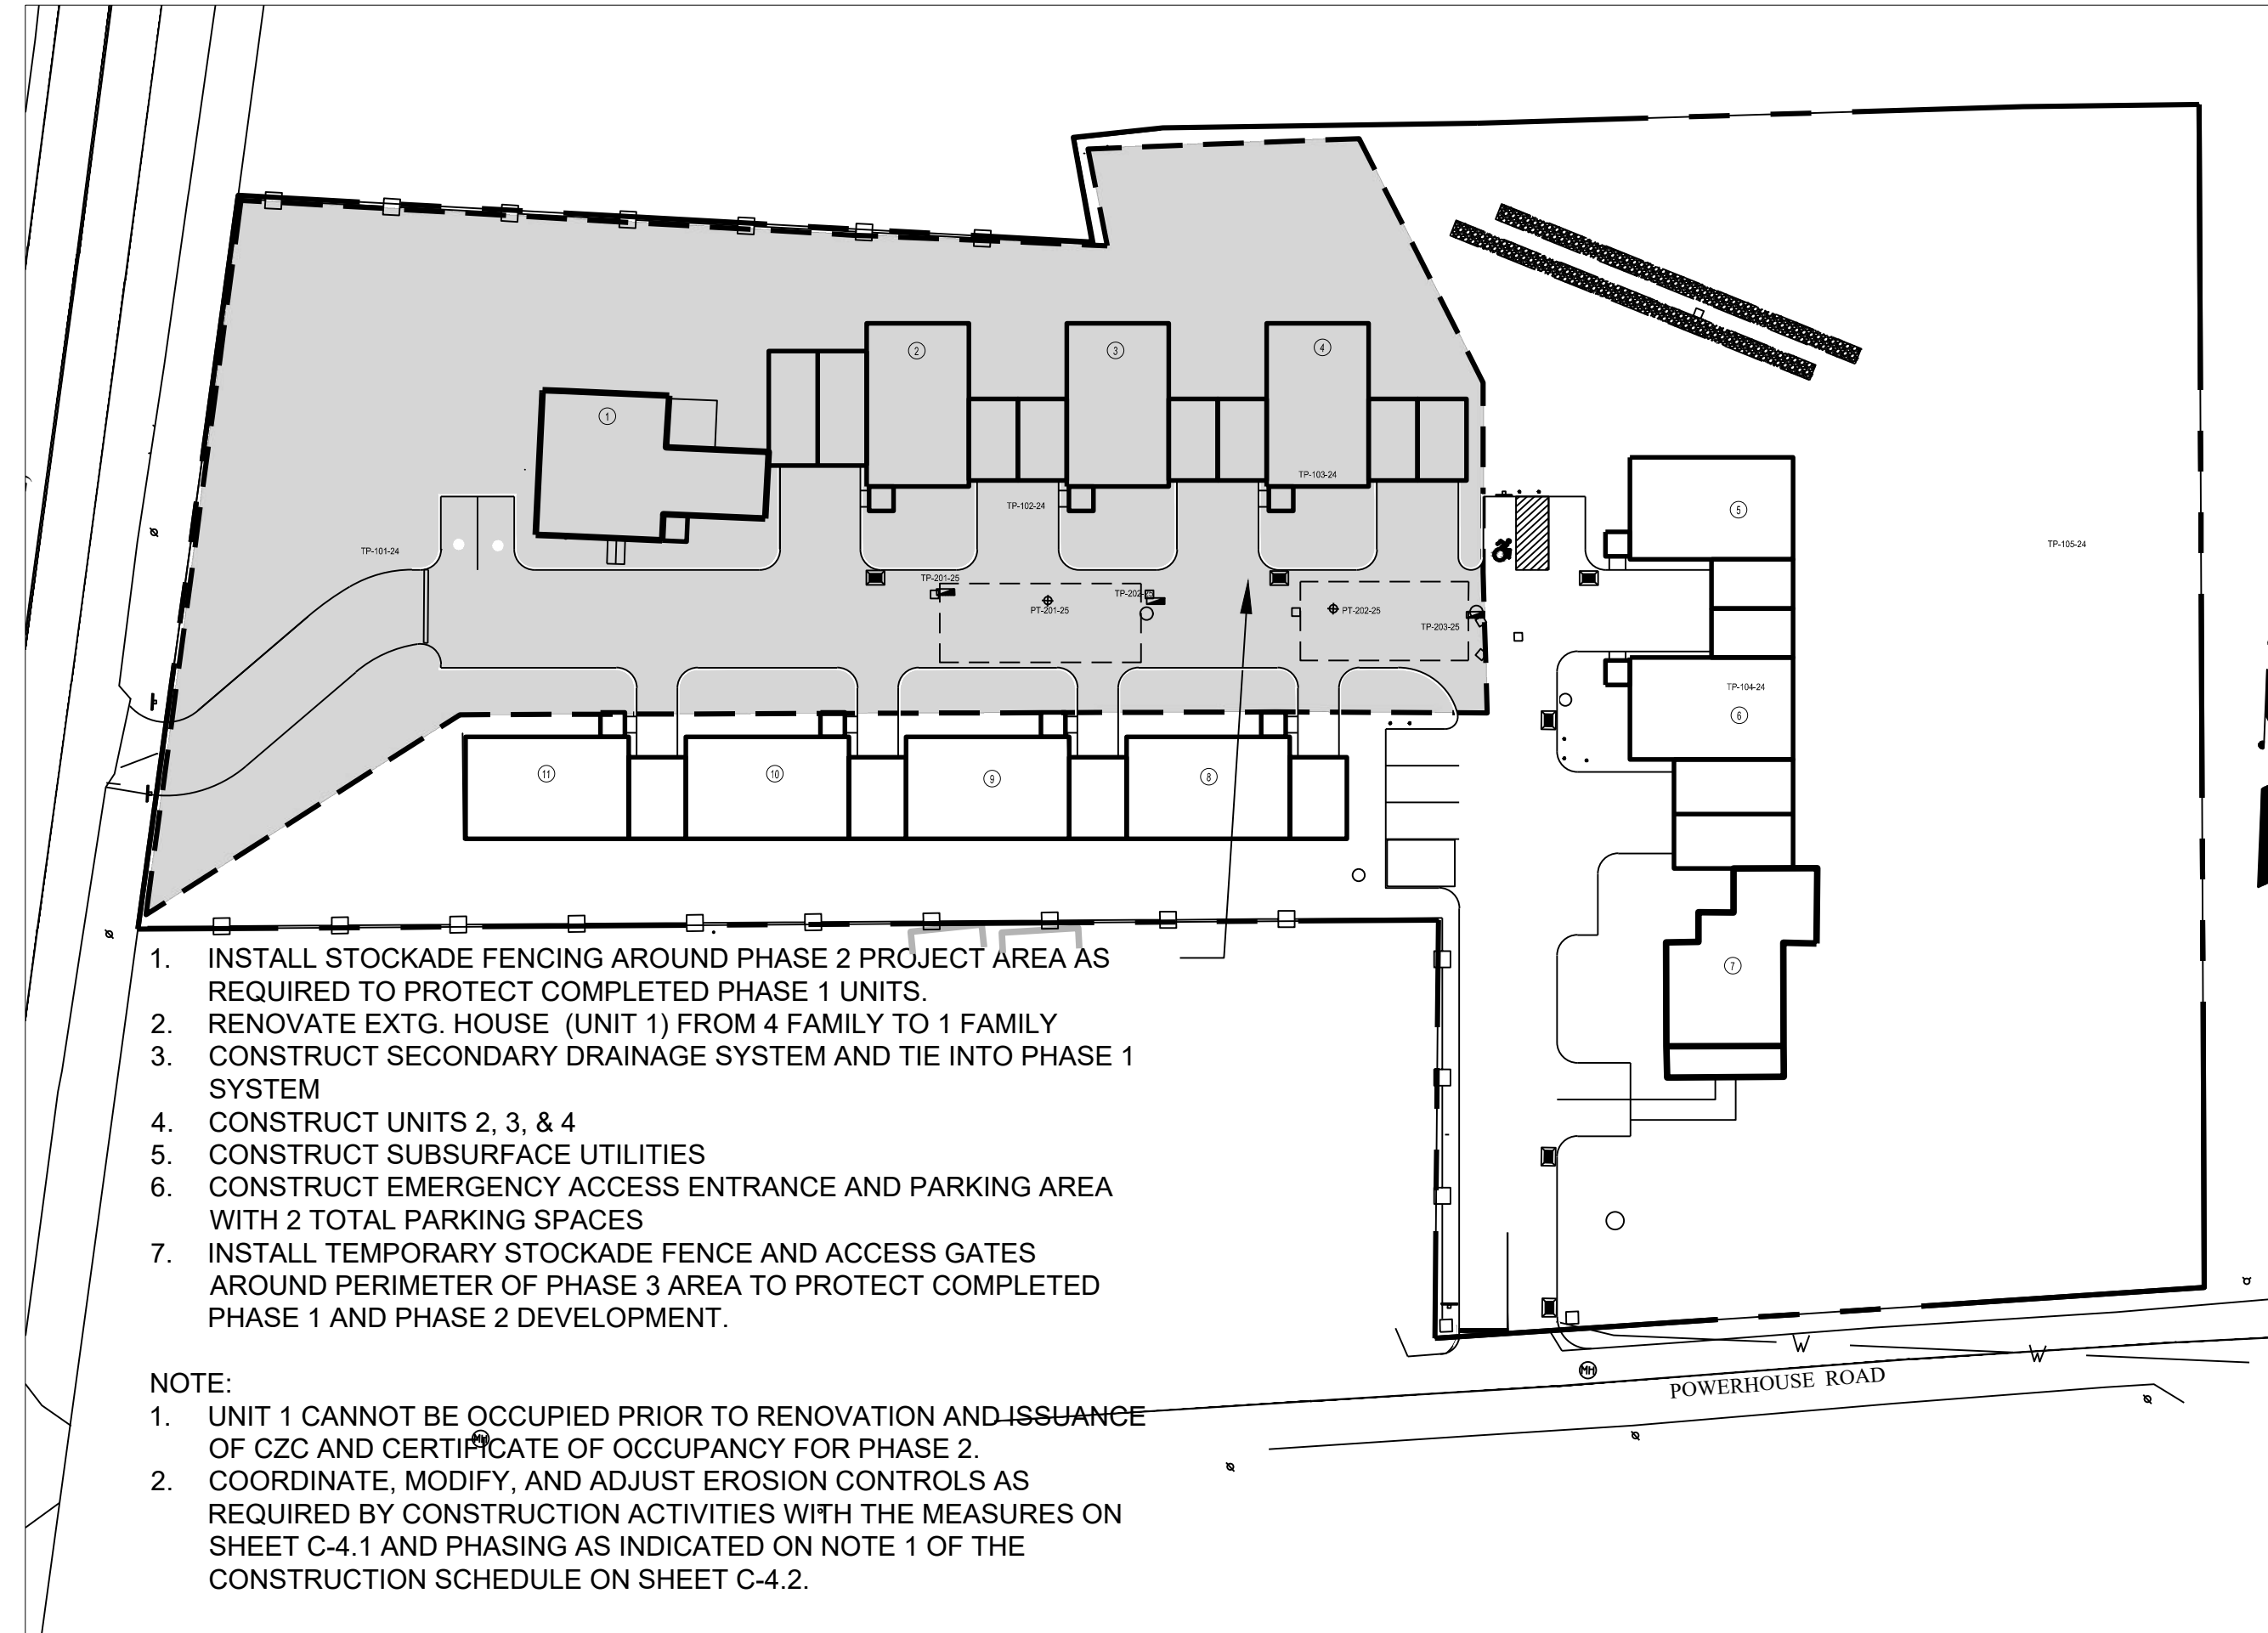 2
3
4
1
TP-103-24
TP-102-24
5
TP-101-24
TP-105-24
TP-201-25
TP-202-25
PT-201-25
PT-202-25
TP-203-25
TP-104-24
6
11
10
9
8
7
1. INSTALL STOCKADE FENCING AROUND PHASE 2 PROJECT AREA AS
REQUIRED TO PROTECT COMPLETED PHASE 1 UNITS.
2. RENOVATE EXTG. HOUSE (UNIT 1) FROM 4 FAMILY TO 1 FAMILY
3. CONSTRUCT SECONDARY DRAINAGE SYSTEM AND TIE INTO PHASE 1
SYSTEM
4. CONSTRUCT UNITS 2, 3, & 4
5. CONSTRUCT SUBSURFACE UTILITIES
6. CONSTRUCT EMERGENCY ACCESS ENTRANCE AND PARKING AREA
WITH 2 TOTAL PARKING SPACES
7. INSTALL TEMPORARY STOCKADE FENCE AND ACCESS GATES
AROUND PERIMETER OF PHASE 3 AREA TO PROTECT COMPLETED
PHASE 1 AND PHASE 2 DEVELOPMENT.
W
W
MH
POWERHOUSE ROAD
NOTE:
1. UNIT 1 CANNOT BE OCCUPIED PRIOR TO RENOVATION AND ISSUANCE
OF CZC AND CERTIFICATE OF OCCUPANCY FOR PHASE 2.
MH
2. COORDINATE, MODIFY, AND ADJUST EROSION CONTROLS AS
REQUIRED BY CONSTRUCTION ACTIVITIES WITH THE MEASURES ON
SHEET C-4.1 AND PHASING AS INDICATED ON NOTE 1 OF THE
CONSTRUCTION SCHEDULE ON SHEET C-4.2.